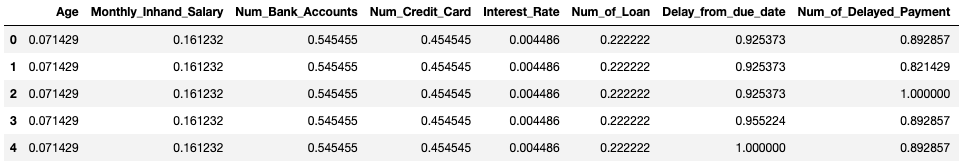 Age Monthly_Inhand_Salary Num_Bank_Accounts Num_Credit_Card Interest_Rate Num_of_Loan Delay_from_due_date Num_of_Delayed_Payment
0 0.071429 0.161232 0.545455 0.454545 0.004486 0.222222 0.925373 0.892857
1 0.071429 0.161232 0.545455 0.454545 0.004486 0.222222 0.925373 0.821429
2 0.071429 0.161232 0.545455 0.454545 0.004486 0.222222 0.925373 1.000000
3 0.071429 0.161232 0.545455 0.454545 0.004486 0.222222 0.955224 0.892857
4 0.071429 0.161232 0.545455 0.454545 0.004486 0.222222 1.000000 0.892857